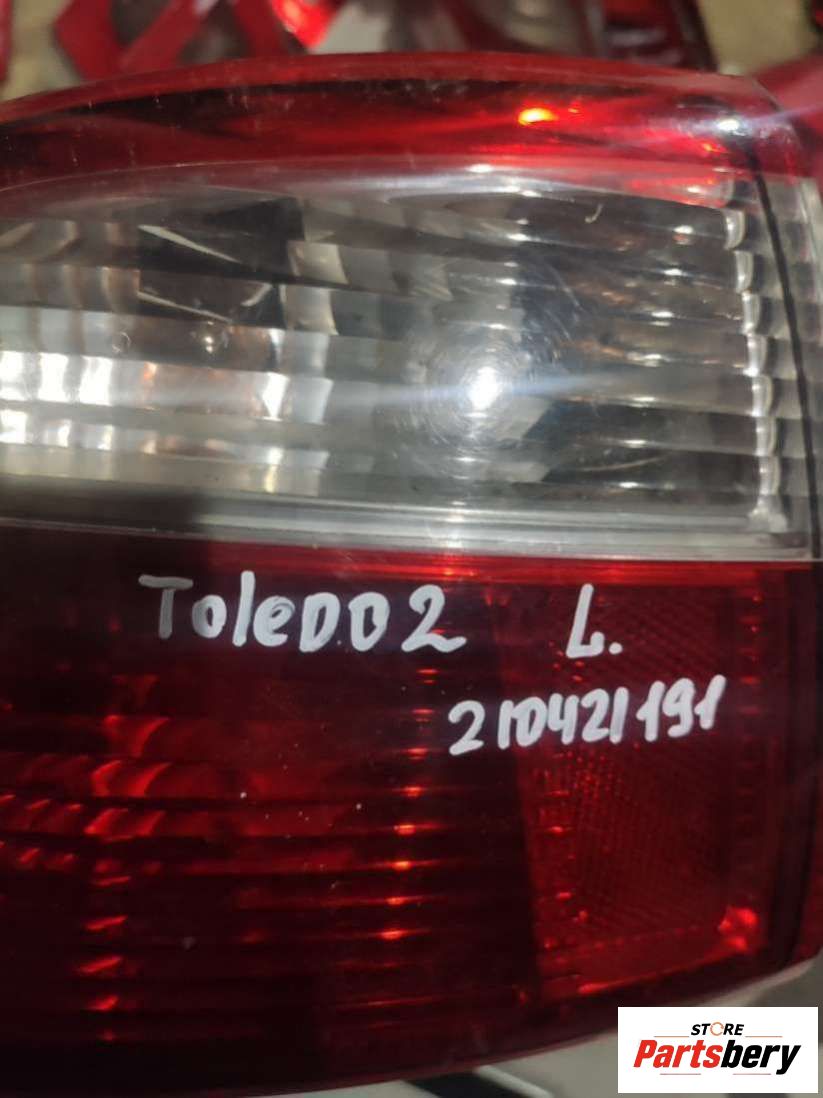 ToleDO2 L.
210421191
STORE
Partsbery